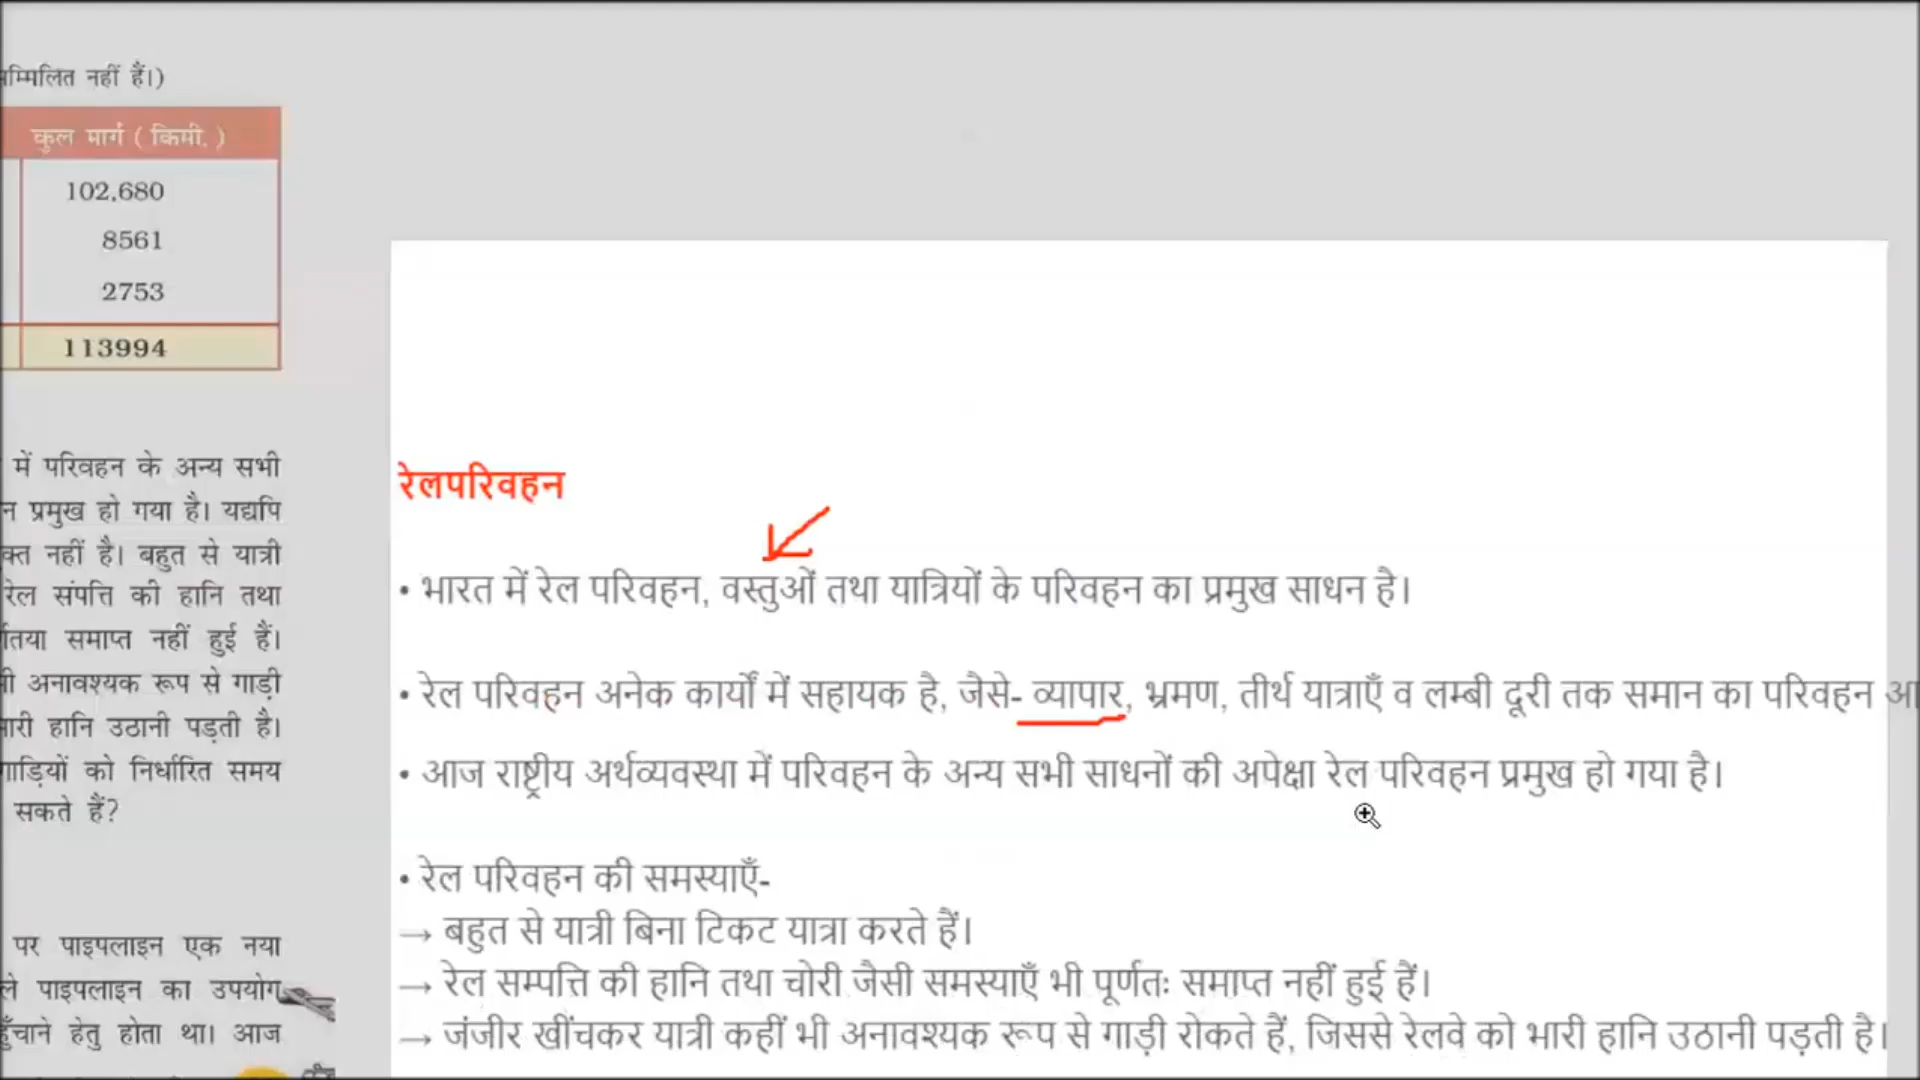 नहीं हैं।)
कुल मार्ग ( किमी. )
102,680
8561
2753
113994
में परिवहन के अन्य सभी
न प्रमुख हो गया है। यद्यपि
नहीं है। बहुत से यात्री
रेल संपत्ति की हानि तथा
समाप्त नहीं हुई हैं।
अनावश्यक रूप से गाड़ी
हानि उठानी पड़ती है।
को निर्धारित समय
सकते हैं?
पर पाइपलाइन एक नया
पाइपलाइन का उपयोग
हेतु होता था। आज
रेलपरिवहन
• भारत में रेल परिवहन, वस्तुओं तथा यात्रियों के परिवहन का प्रमुख साधन है।
• रेल परिवहन अनेक कार्यों में सहायक है, जैसे- व्यापार, भ्रमण, तीर्थ यात्राएँ व लम्बी दूरी तक समान का परिवहन
• आज राष्ट्रीय अर्थव्यवस्था में परिवहन के अन्य सभी साधनों की अपेक्षा रेल परिवहन प्रमुख हो गया है।
• रेल परिवहन की समस्याएँ-
→ बहुत से यात्री बिना टिकट यात्रा करते हैं।
→ रेल सम्पत्ति की हानि तथा चोरी जैसी समस्याएँ भी पूर्णतः समाप्त नहीं हुई हैं।
→ जंजीर खींचकर यात्री कहीं भी अनावश्यक रूप से गाड़ी रोकते हैं, जिससे रेलवे को भारी हानि उठानी पड़ती है।